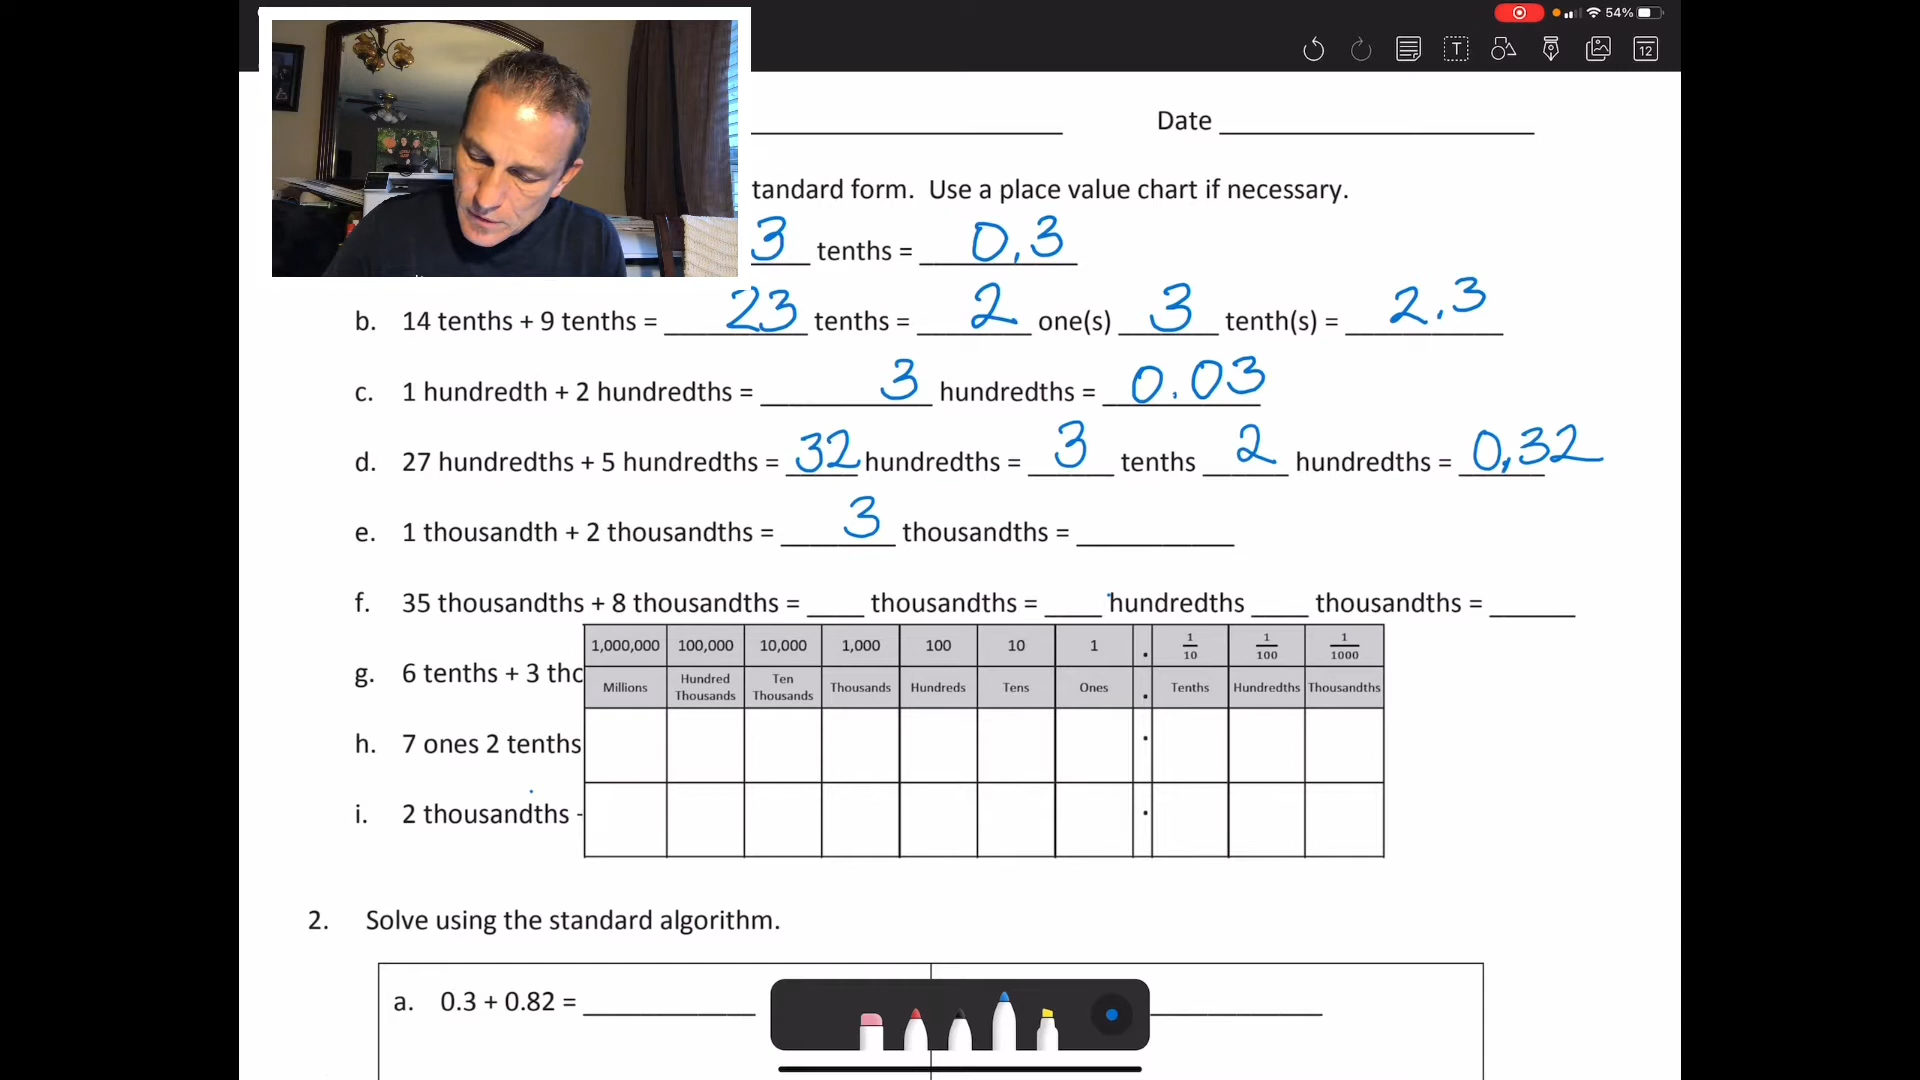 54%
T
12
Date
tandard form. Use a place value chart if necessary.
3 tenths = 0.3
b. 14 tenths + 9 tenths = 23 tenths = 2 one(s) 3 tenth(s) = 2.3
c. 1 hundredth + 2 hundredths = 3 hundredths = 0.03
d. 27 hundredths + 5 hundredths = 32 hundredths = 3 tenths 2 hundredths = 0.32
e. 1 thousandth + 2 thousandths = 3 thousandths =
f. 35 thousandths + 8 thousandths = thousandths = hundredths thousandths =
1,000,000 100,000 10,000 1,000 100 10 1 . 1/10 1/100 1/1000
g. 6 tenths + 3 tho
Millions Hundred Thousands Ten Thousands Thousands Hundreds Tens Ones . Tenths Hundredths Thousandths
h. 7 ones 2 tenths .
i. 2 thousandths - .
2. Solve using the standard algorithm.
a. 0.3 + 0.82 =